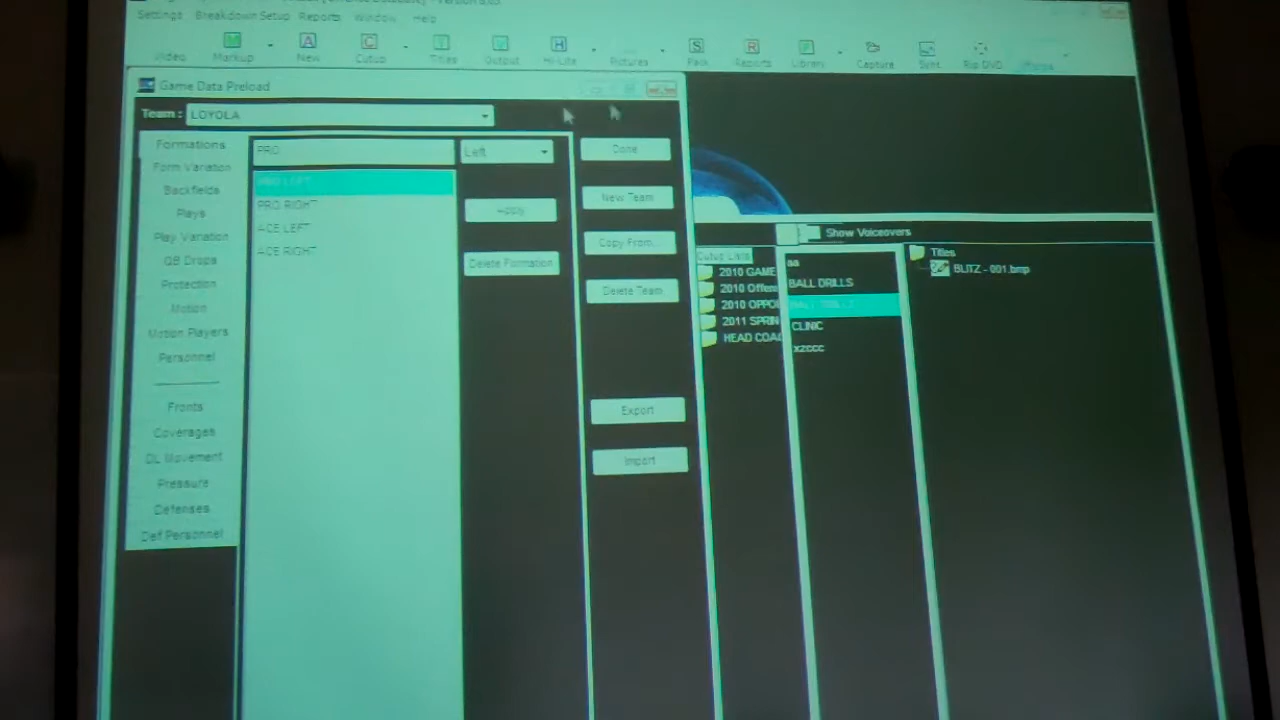 Settings Breakdown Setup Reports Window Help
Video Markup New Cutup Titles Output Hi-Lite Pictures Pack Reports Library Capture Sync Rip DVD
Game Data Preload
Team : LOYOLA
Formations
Form Variation
Backfields
Plays
Play Variation
QB Drops
Protection
Motion
Motion Players
Personnel
Fronts
Coverages
DL Movement
Pressure
Defenses
Def Personnel
PRO
Left
PRO LEFT
PRO RIGHT
ACE LEFT
ACE RIGHT
Apply
Delete Formation
Done
New Team
Copy From...
Delete Team
Export
Import
Show Voiceovers
Cutup Lists
2010 GAME
2010 Offens
2010 OPPO
2011 SPRIN
HEAD COA
aa
BALL DRILLS
CLINIC
xzccc
Titles
BLITZ - 001.bmp